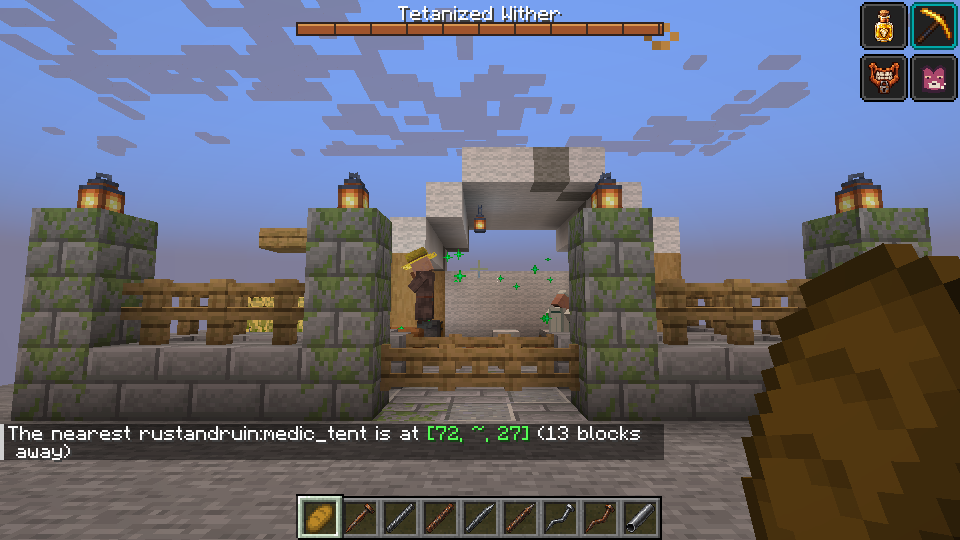 Tetanized Wither
The nearest rustandruin:medic_tent is at [72, ~, 27] (13 blocks
away)